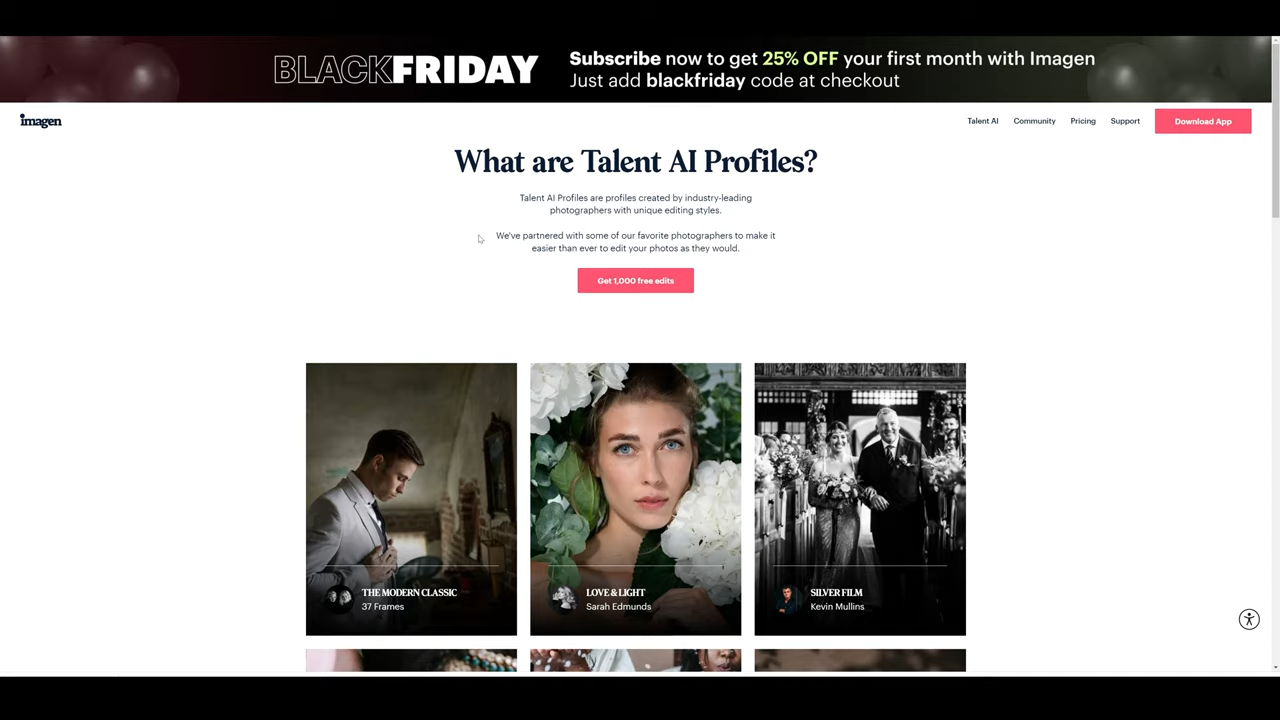 BLACKFRIDAY
Subscribe now to get 25% OFF your first month with Imagen
Just add blackfriday code at checkout
imagen
Talent AI Community Pricing Support Download App
What are Talent AI Profiles?
Talent AI Profiles are profiles created by industry-leading
photographers with unique editing styles.
We've partnered with some of our favorite photographers to make it
easier than ever to edit your photos as they would.
Get 1,000 free edits
THE MODERN CLASSIC
37 Frames
LOVE & LIGHT
Sarah Edmunds
SILVER FILM
Kevin Mullins